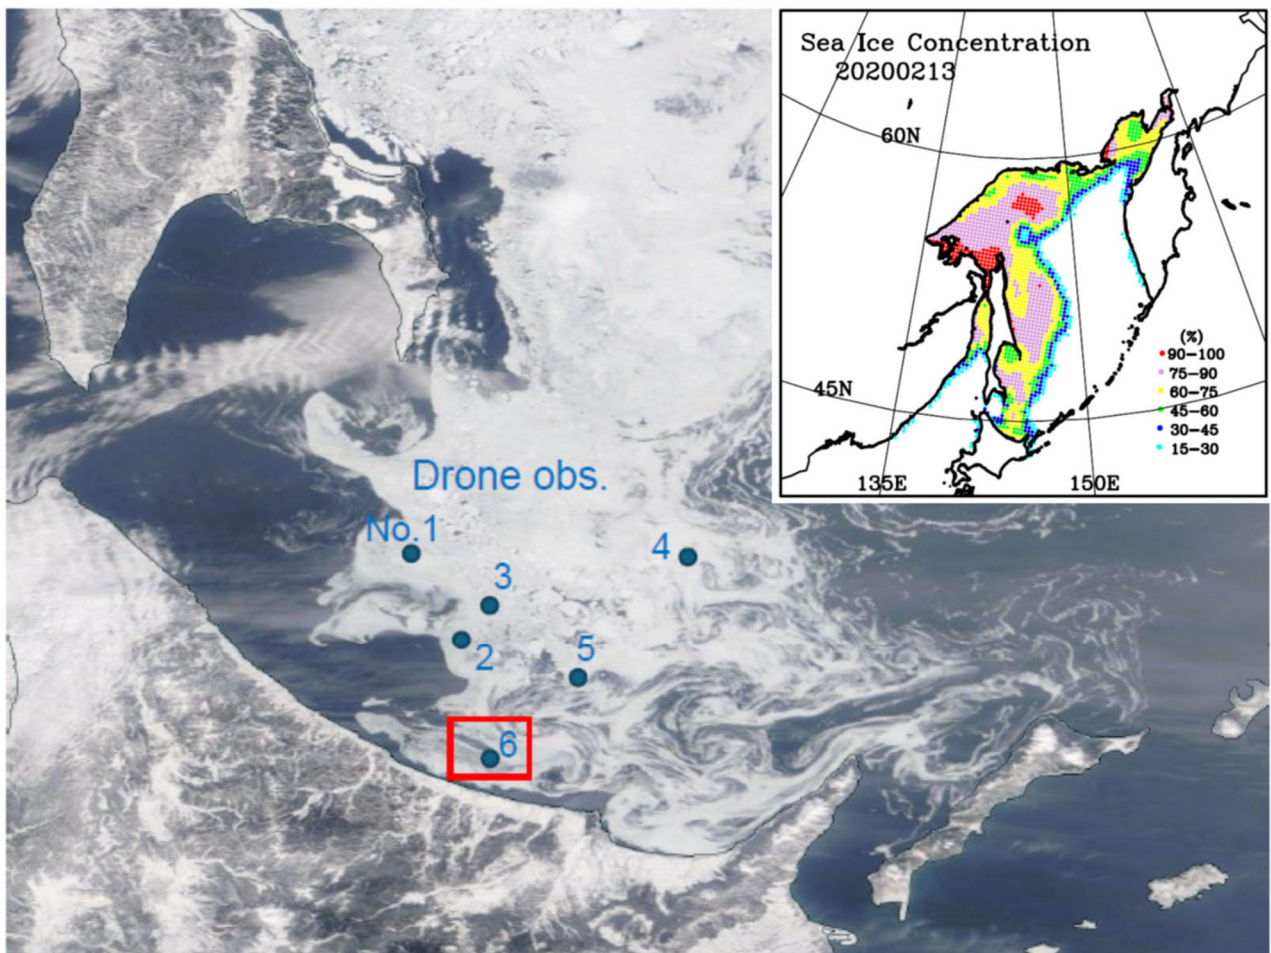 Sea Ice Concentration
20200213
60N
45N
(%)
90-100
75-90
60-75
45-60
30-45
15-30
135E
150E
Drone obs.
No.1
4
3
2
5
6